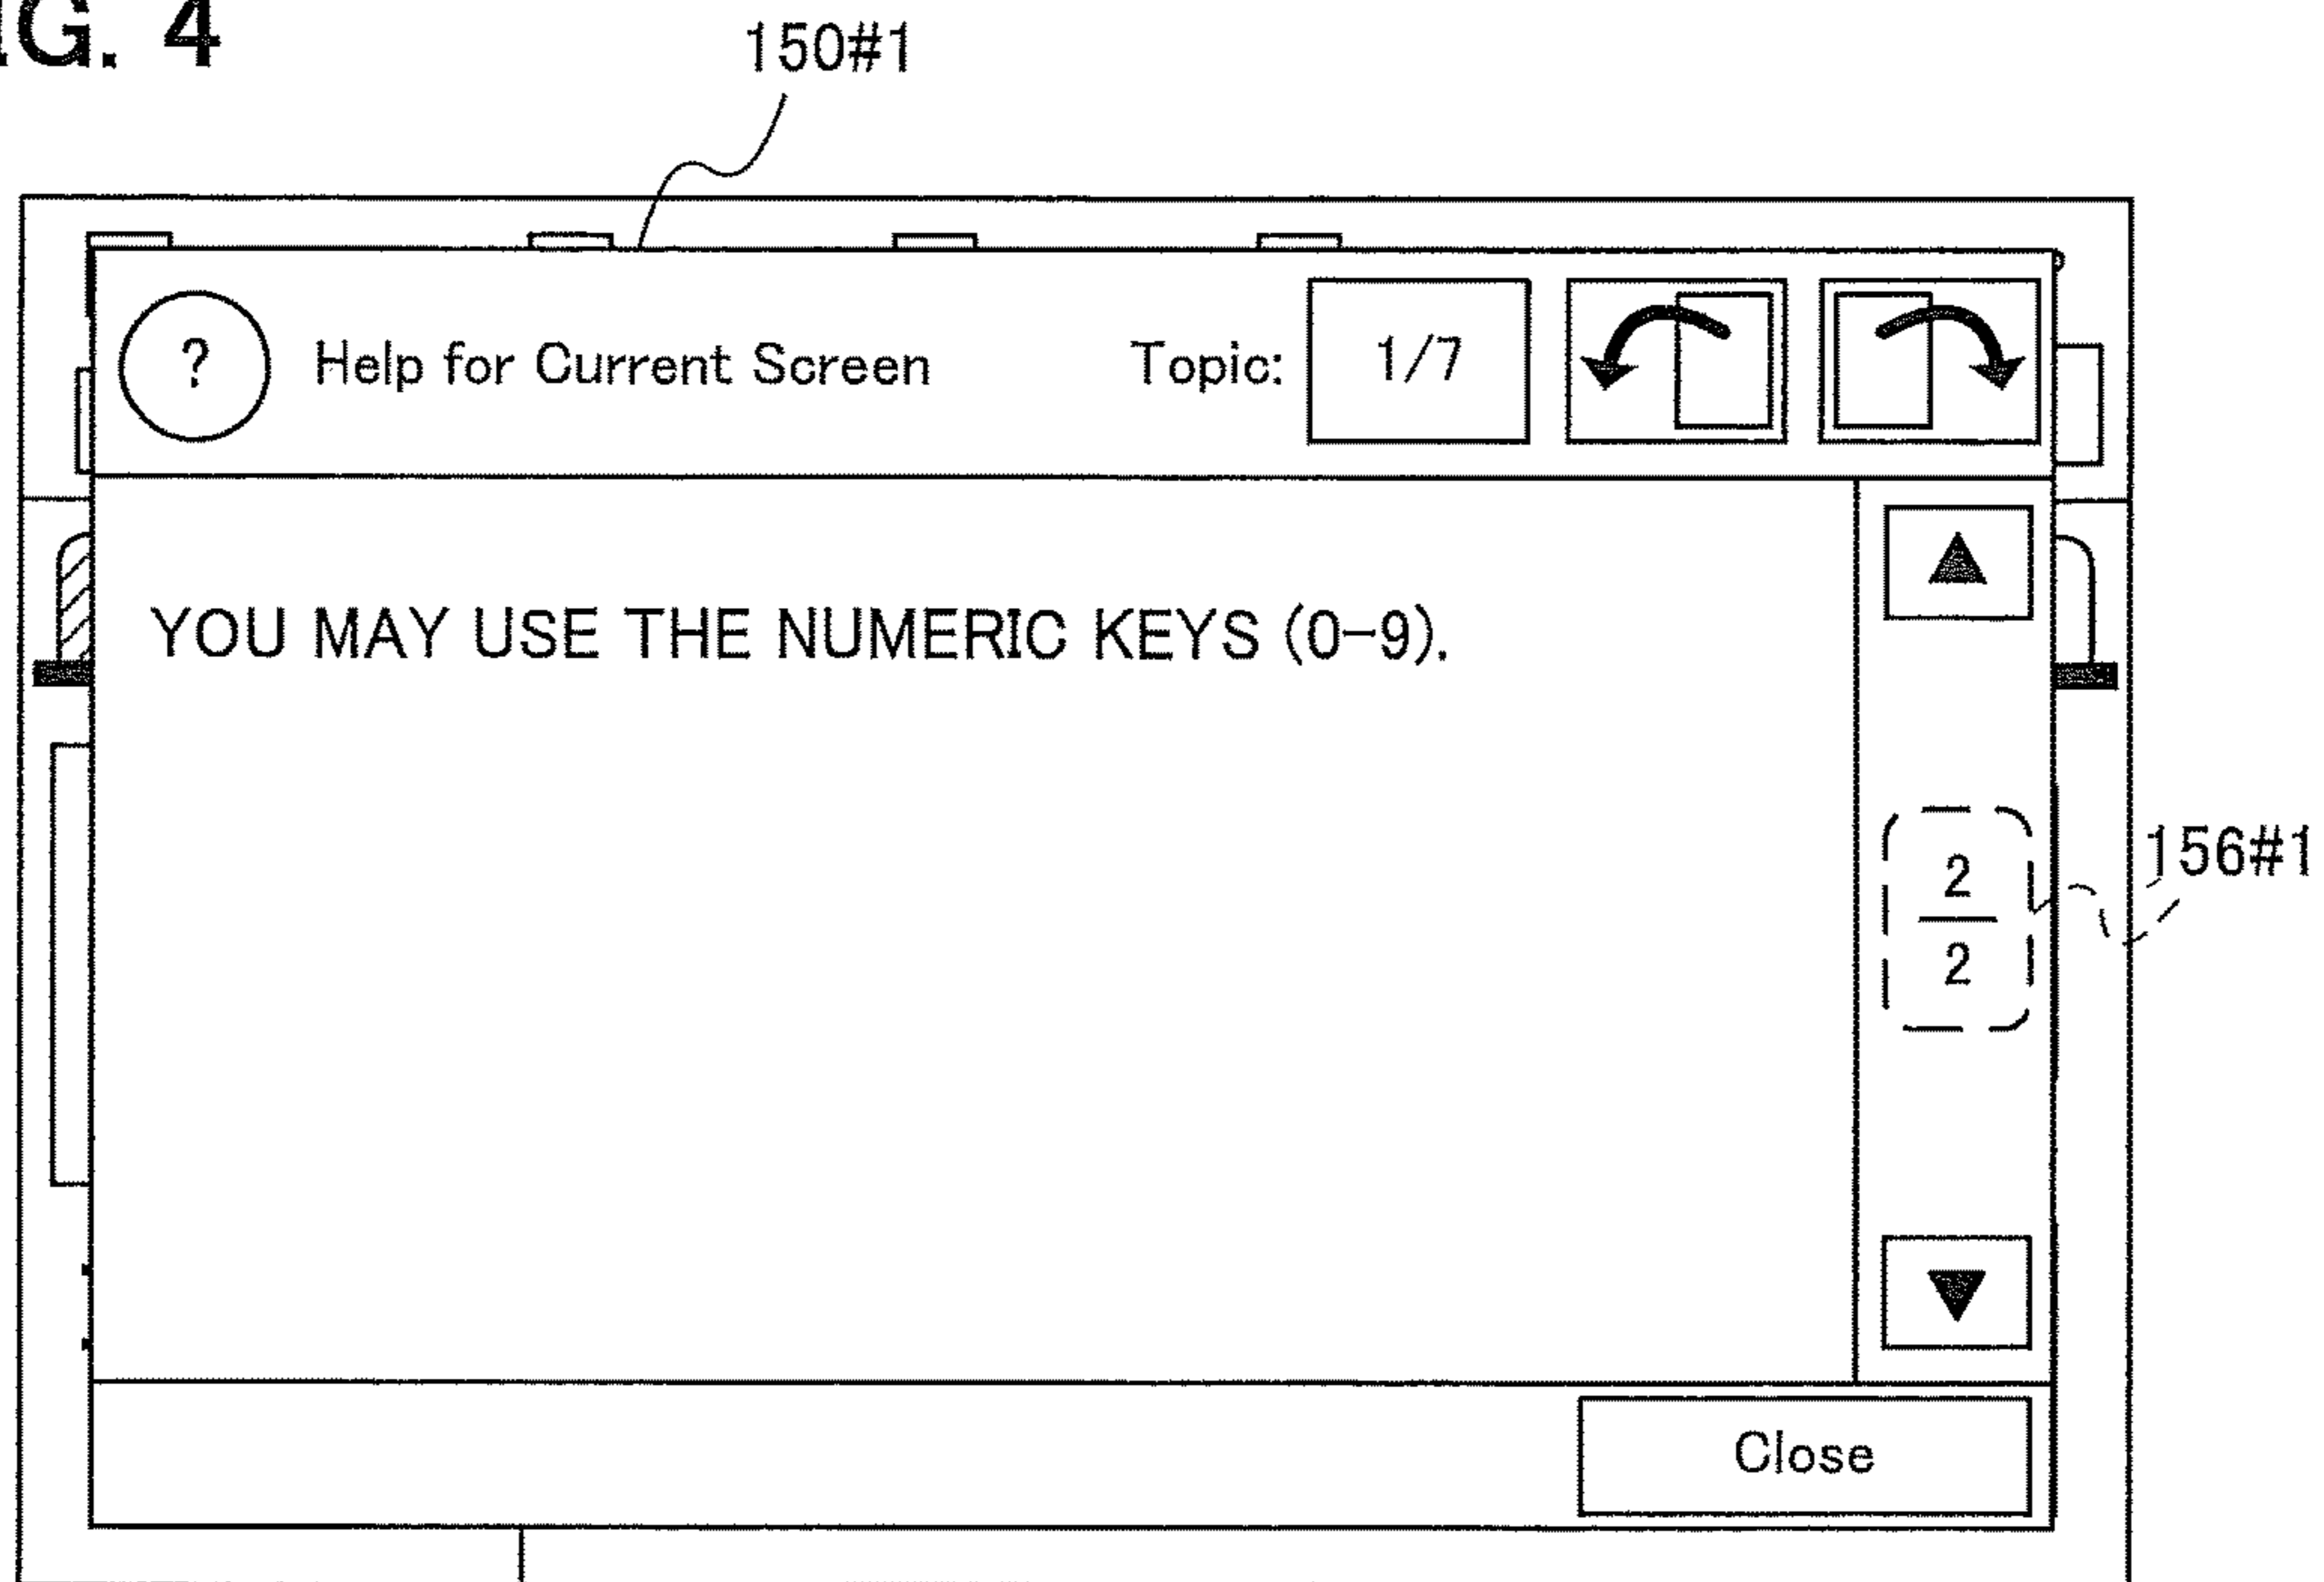 IG. 4
150#1
? Help for Current Screen Topic: 1/7
YOU MAY USE THE NUMERIC KEYS (0-9).
2
2
156#1
Close